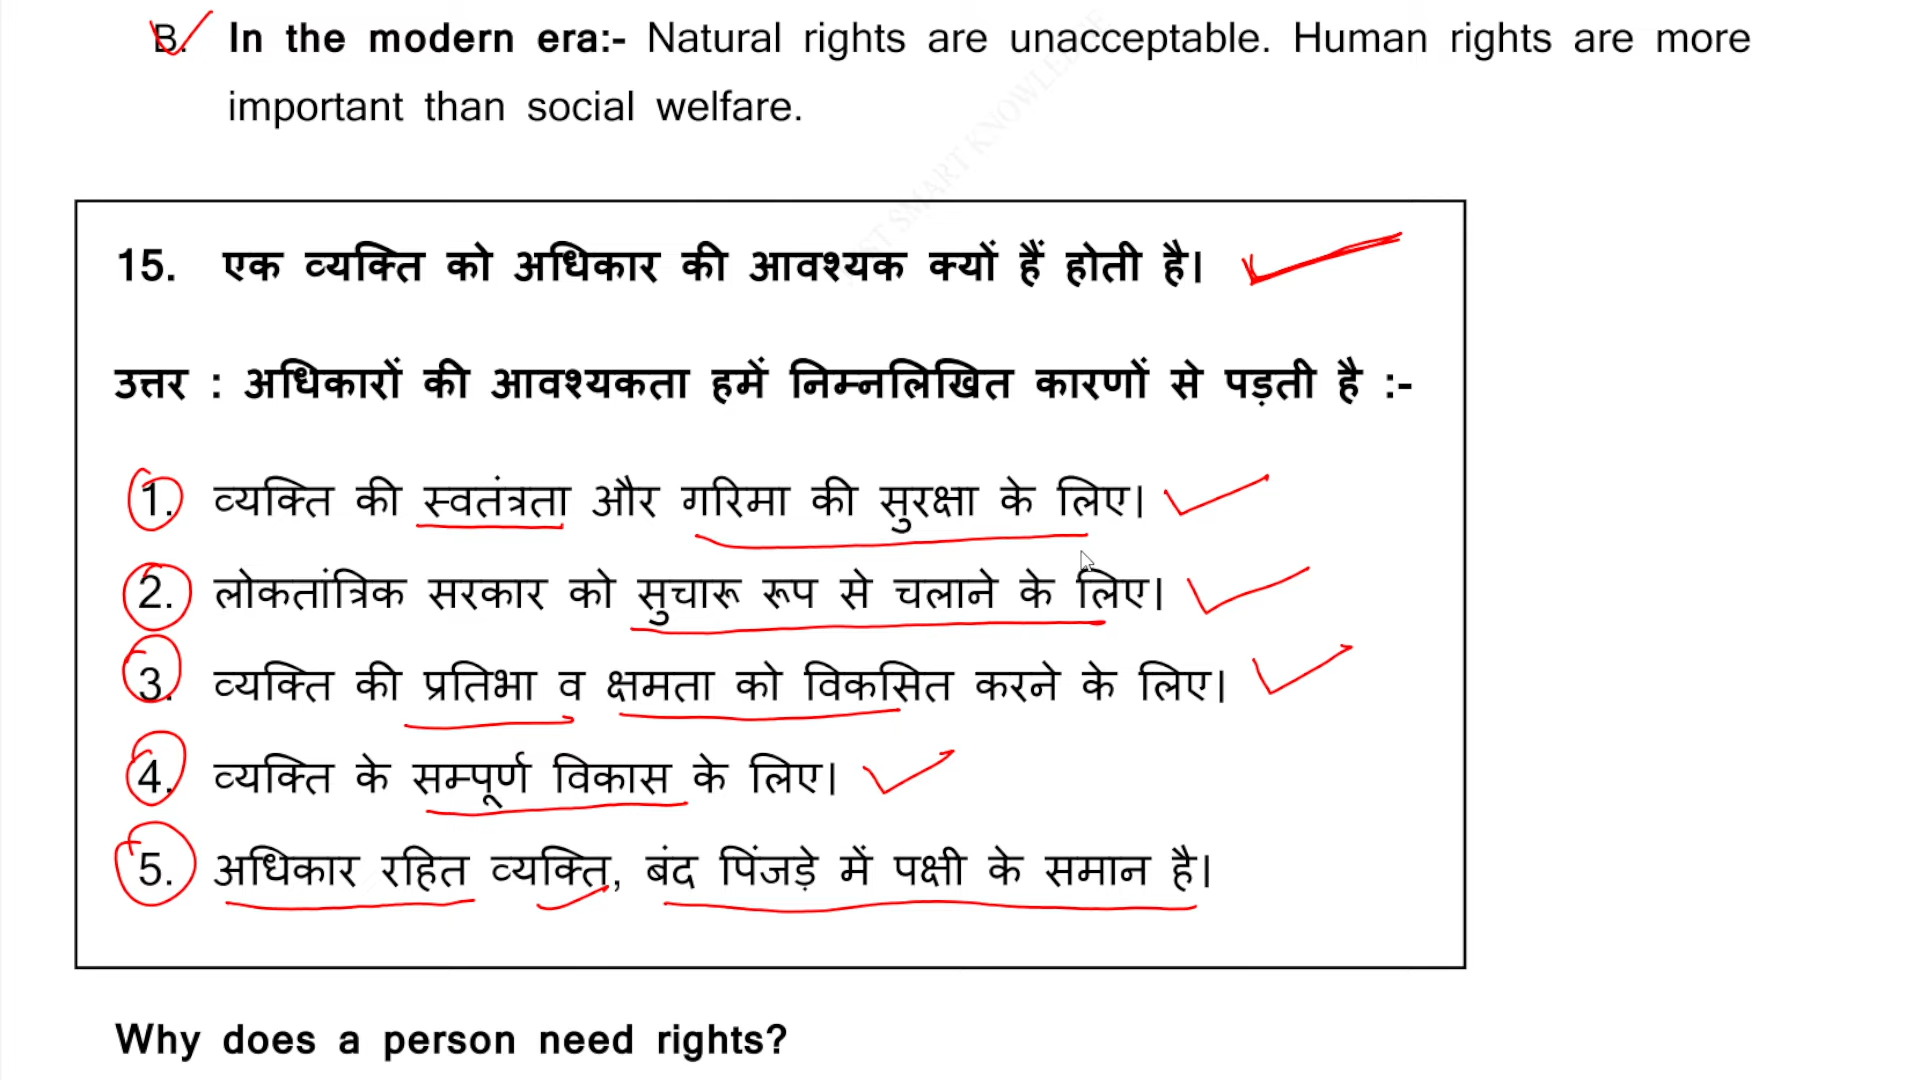 B. In the modern era:- Natural rights are unacceptable. Human rights are more
important than social welfare.
15. एक व्यक्ति को अधिकार की आवश्यक क्यों हैं होती है।
उत्तर : अधिकारों की आवश्यकता हमें निम्नलिखित कारणों से पड़ती है :-
1. व्यक्ति की स्वतंत्रता और गरिमा की सुरक्षा के लिए।
2. लोकतांत्रिक सरकार को सुचारू रूप से चलाने के लिए।
3. व्यक्ति की प्रतिभा व क्षमता को विकसित करने के लिए।
4. व्यक्ति के सम्पूर्ण विकास के लिए।
5. अधिकार रहित व्यक्ति, बंद पिंजड़े में पक्षी के समान है।
Why does a person need rights?
SMART KNOWLEDGE